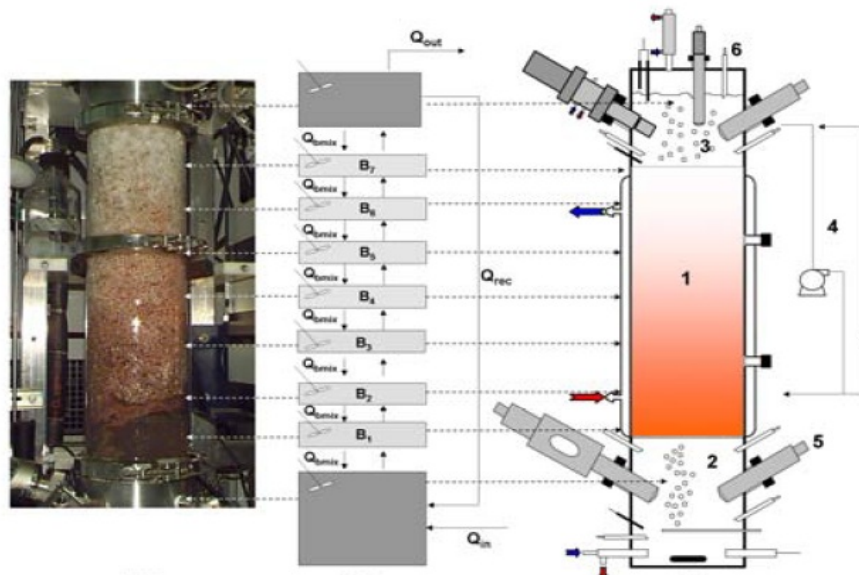 Q_out
6
Q_bmix
3
B_7
Q_bmix
B_6
Q_bmix
4
B_5
Q_bmix
Q_rec
1
B_4
Q_bmix
B_3
Q_bmix
B_2
Q_bmix
B_1
5
2
Q_bmix
Q_in